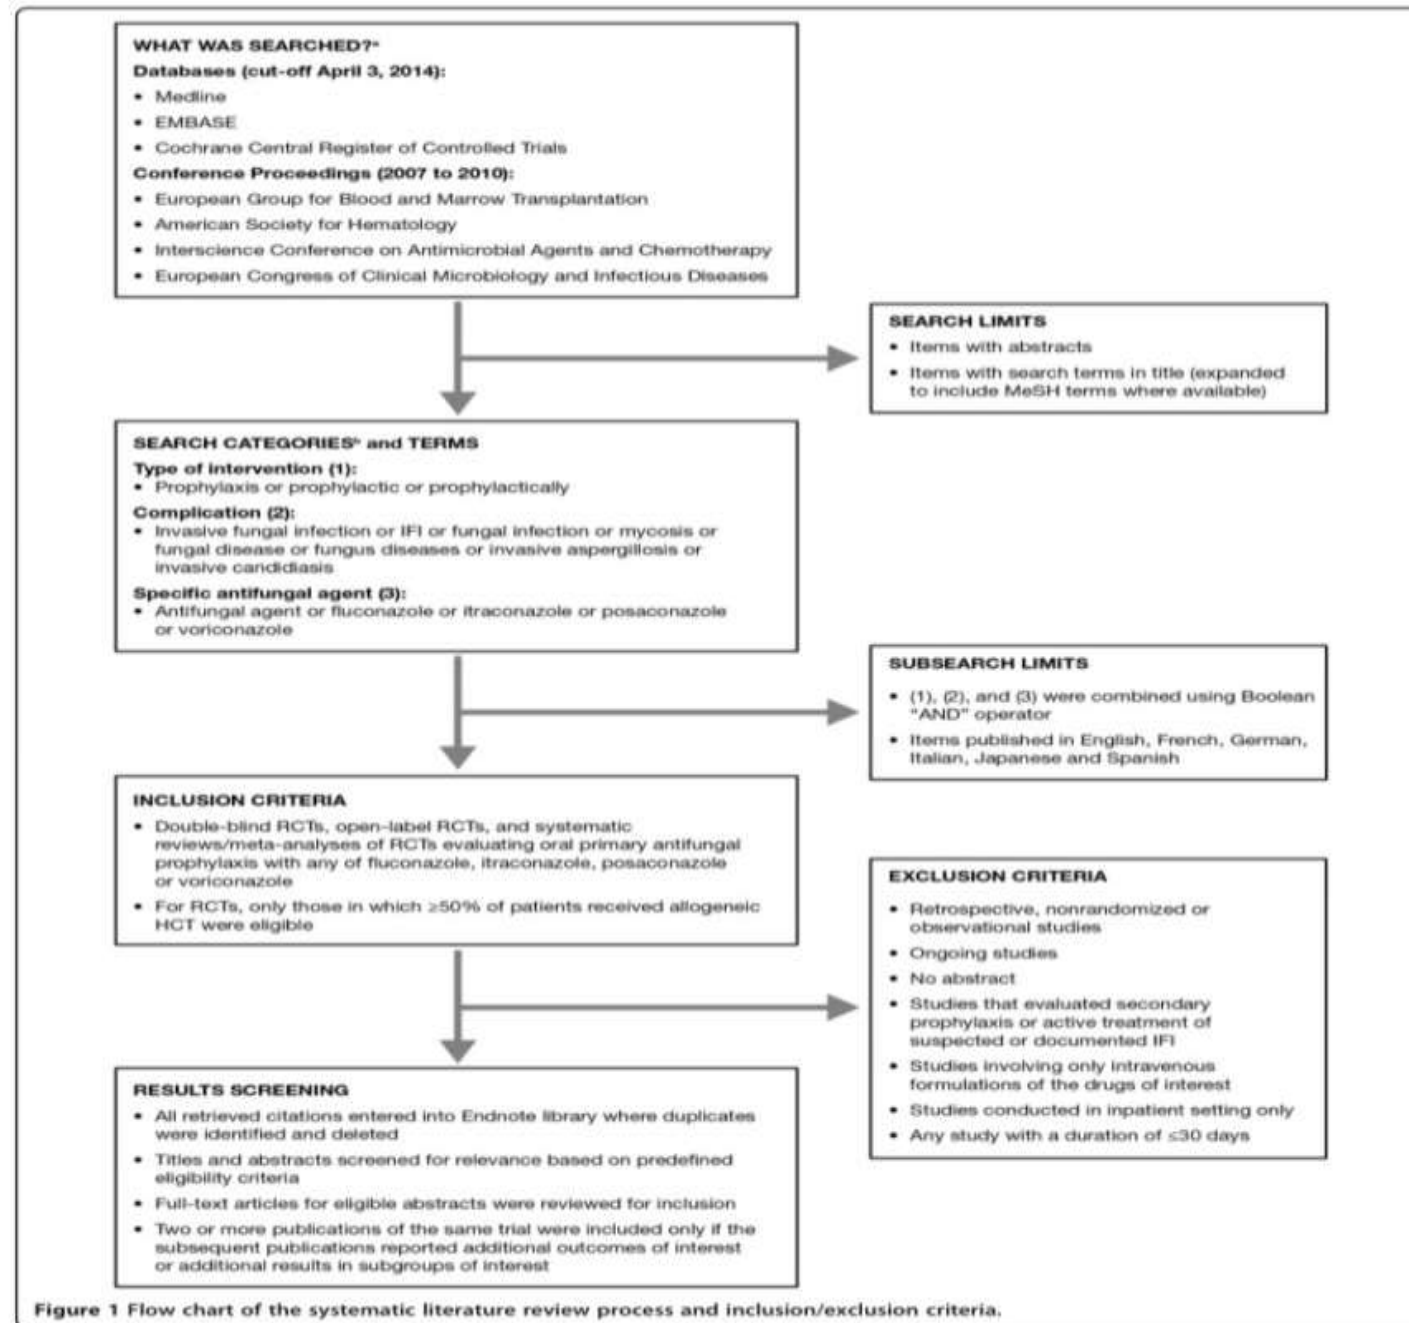 WHAT WAS SEARCHED?ᵃ
Databases (cut-off April 3, 2014):
• Medline
• EMBASE
• Cochrane Central Register of Controlled Trials
Conference Proceedings (2007 to 2010):
• European Group for Blood and Marrow Transplantation
• American Society for Hematology
• Interscience Conference on Antimicrobial Agents and Chemotherapy
• European Congress of Clinical Microbiology and Infectious Diseases
SEARCH LIMITS
• Items with abstracts
• Items with search terms in title (expanded
to include MeSH terms where available)
SEARCH CATEGORIESᵇ and TERMS
Type of intervention (1):
• Prophylaxis or prophylactic or prophylactically
Complication (2):
• Invasive fungal infection or IFI or fungal infection or mycosis or
fungal disease or fungus diseases or invasive aspergillosis or
invasive candidiasis
Specific antifungal agent (3):
• Antifungal agent or fluconazole or itraconazole or posaconazole
or voriconazole
SUBSEARCH LIMITS
• (1), (2), and (3) were combined using Boolean
"AND" operator
• Items published in English, French, German,
Italian, Japanese and Spanish
INCLUSION CRITERIA
• Double-blind RCTs, open-label RCTs, and systematic
reviews/meta-analyses of RCTs evaluating oral primary antifungal
prophylaxis with any of fluconazole, itraconazole, posaconazole
or voriconazole
• For RCTs, only those in which ≥50% of patients received allogeneic
HCT were eligible
EXCLUSION CRITERIA
• Retrospective, nonrandomized or
observational studies
• Ongoing studies
• No abstract
• Studies that evaluated secondary
prophylaxis or active treatment of
suspected or documented IFI
• Studies involving only intravenous
formulations of the drugs of interest
• Studies conducted in inpatient setting only
• Any study with a duration of ≤30 days
RESULTS SCREENING
• All retrieved citations entered into Endnote library where duplicates
were identified and deleted
• Titles and abstracts screened for relevance based on predefined
eligibility criteria
• Full-text articles for eligible abstracts were reviewed for inclusion
• Two or more publications of the same trial were included only if the
subsequent publications reported additional outcomes of interest
or additional results in subgroups of interest
Figure 1 Flow chart of the systematic literature review process and inclusion/exclusion criteria.